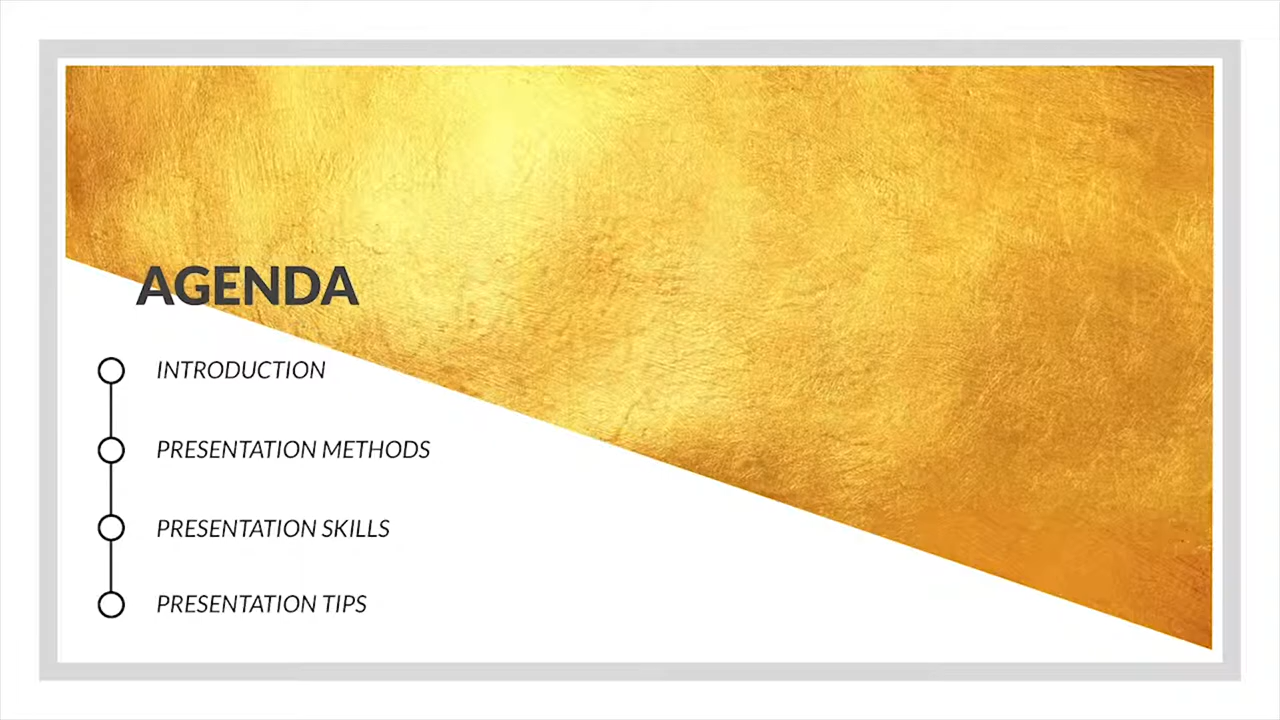 AGENDA
INTRODUCTION
PRESENTATION METHODS
PRESENTATION SKILLS
PRESENTATION TIPS